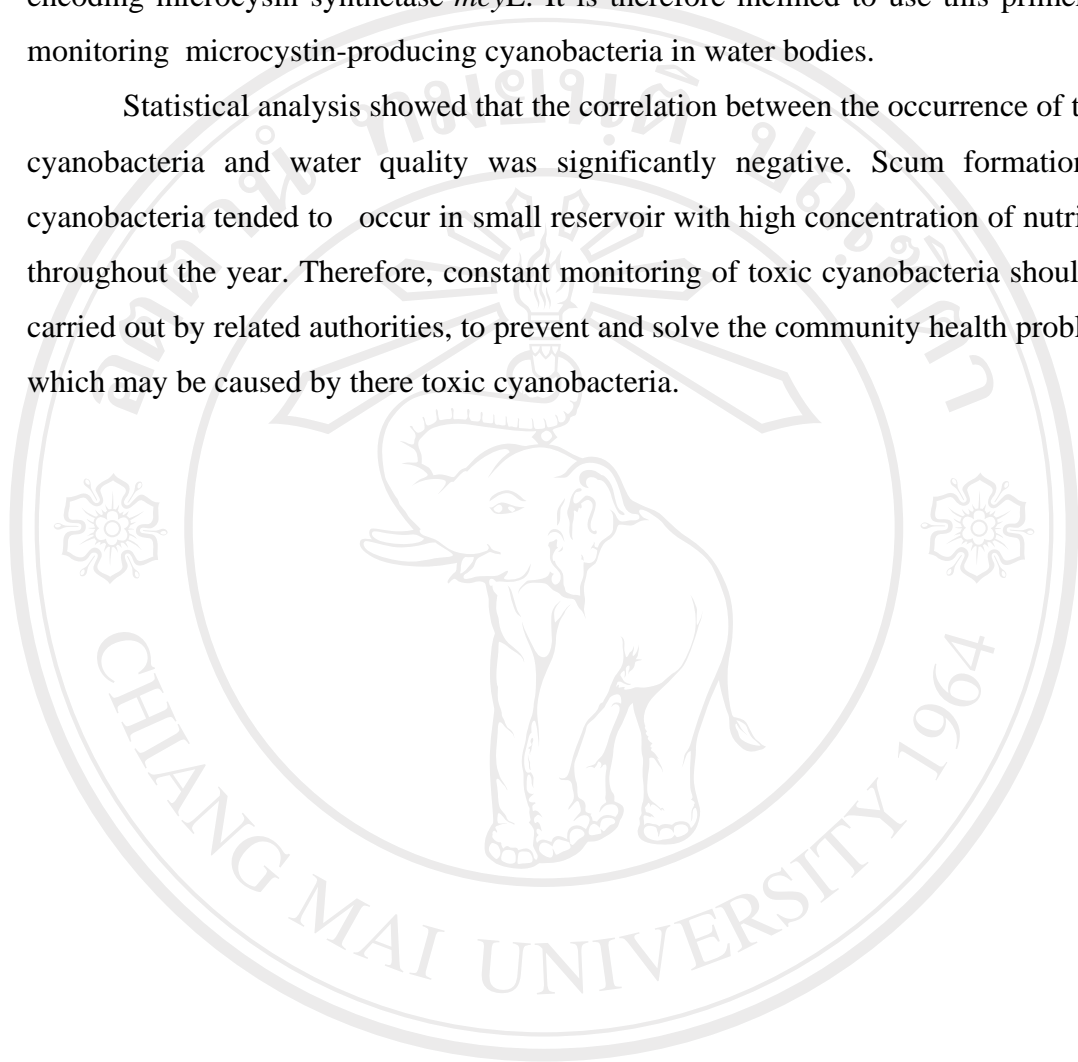 encoding microcysin synthetase mcyE. It is therefore inclined to use this primer
monitoring microcystin-producing cyanobacteria in water bodies.
Statistical analysis showed that the correlation between the occurrence of t
cyanobacteria and water quality was significantly negative. Scum formation
cyanobacteria tended to occur in small reservoir with high concentration of nutri
throughout the year. Therefore, constant monitoring of toxic cyanobacteria shoul
carried out by related authorities, to prevent and solve the community health probl
which may be caused by there toxic cyanobacteria.
CHIANG MAI UNIVERSITY 1964